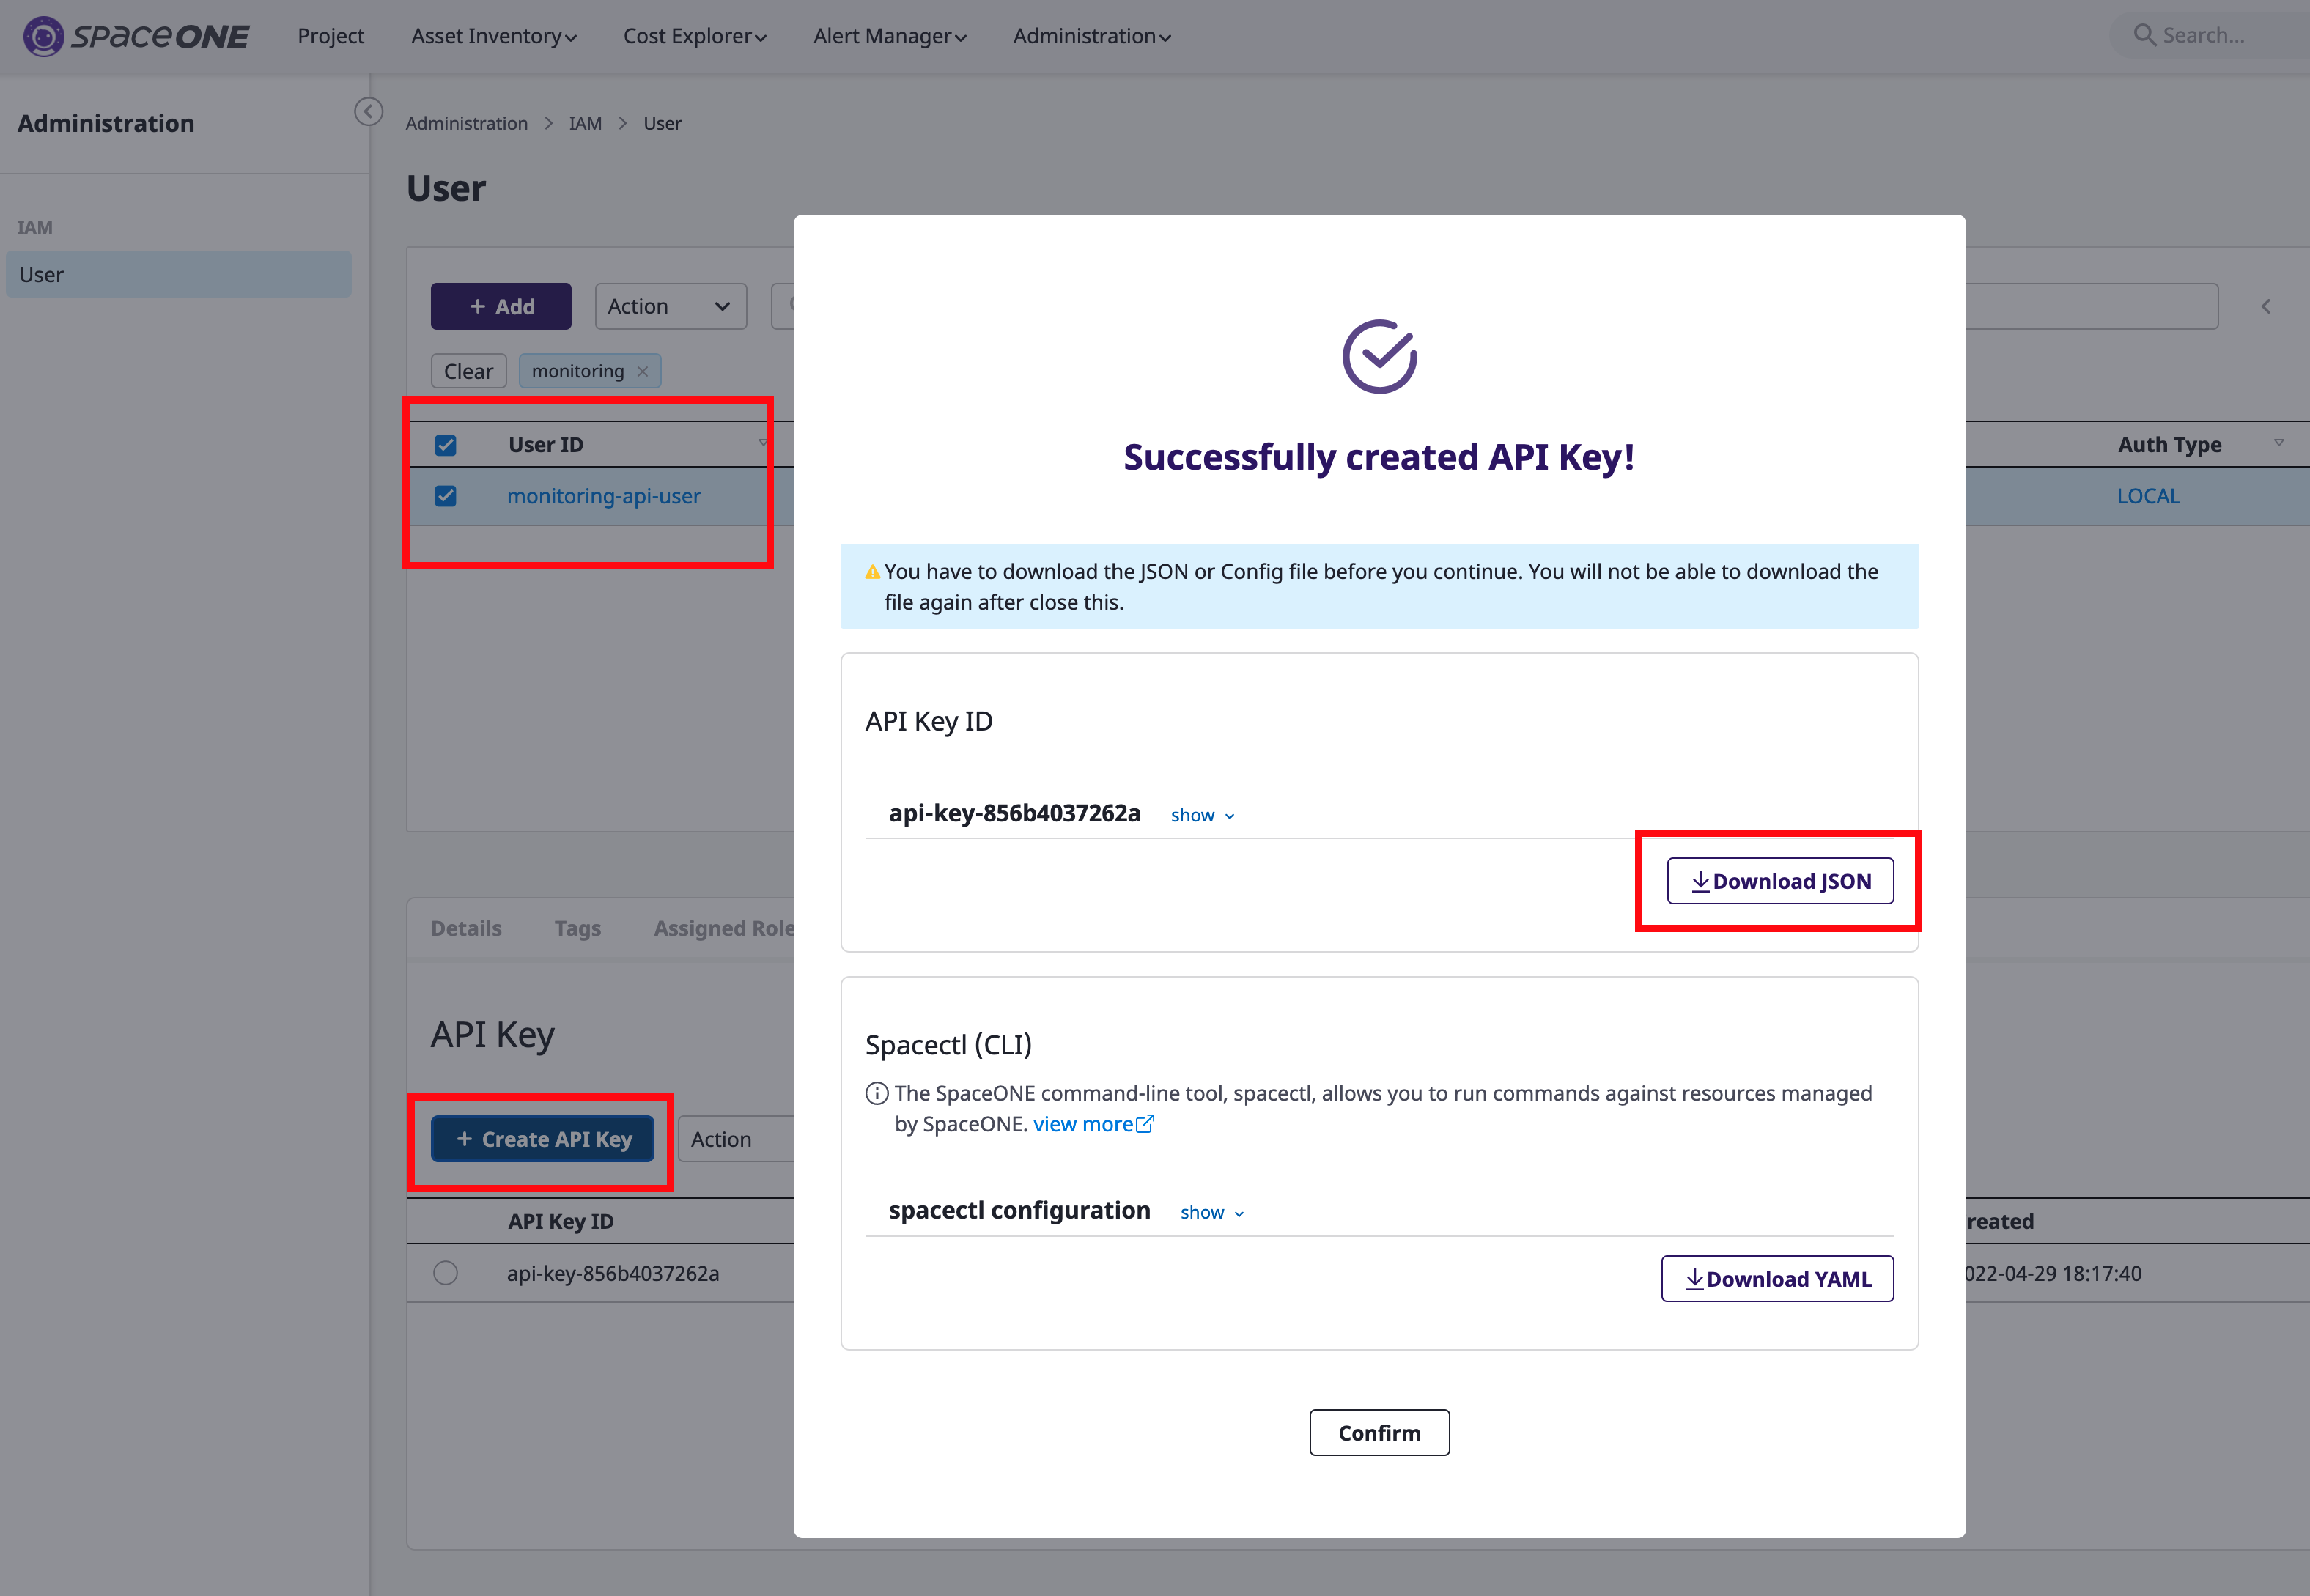 SPACEONE Project Asset Inventory Cost Explorer Alert Manager Administration Search...
Administration
Administration > IAM > User
User
IAM
User
+ Add Action
Clear monitoring ×
User ID Auth Type
monitoring-api-user LOCAL
Details Tags Assigned Role
API Key
+ Create API Key Action
API Key ID reated
api-key-856b4037262a 022-04-29 18:17:40
Successfully created API Key!
You have to download the JSON or Config file before you continue. You will not be able to download the
file again after close this.
API Key ID
api-key-856b4037262a show
Download JSON
Spacectl (CLI)
The SpaceONE command-line tool, spacectl, allows you to run commands against resources managed
by SpaceONE. view more
spacectl configuration show
Download YAML
Confirm